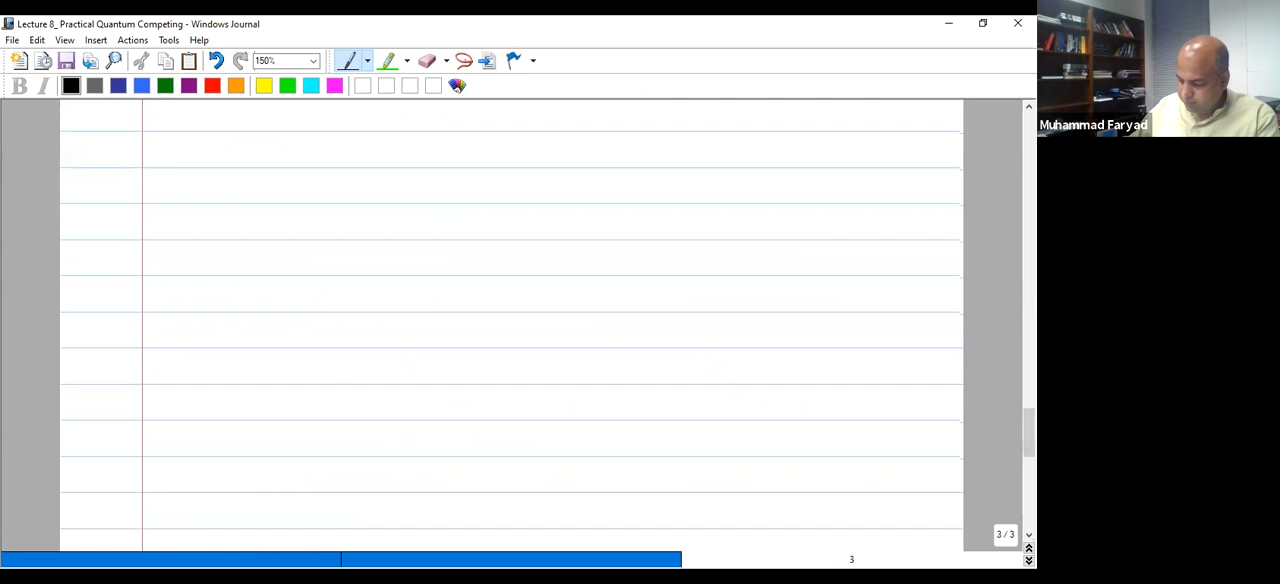 Lecture 8_ Practical Quantum Competing - Windows Journal
File Edit View Insert Actions Tools Help
150%
B I
Muhammad Faryad
3 / 3
3